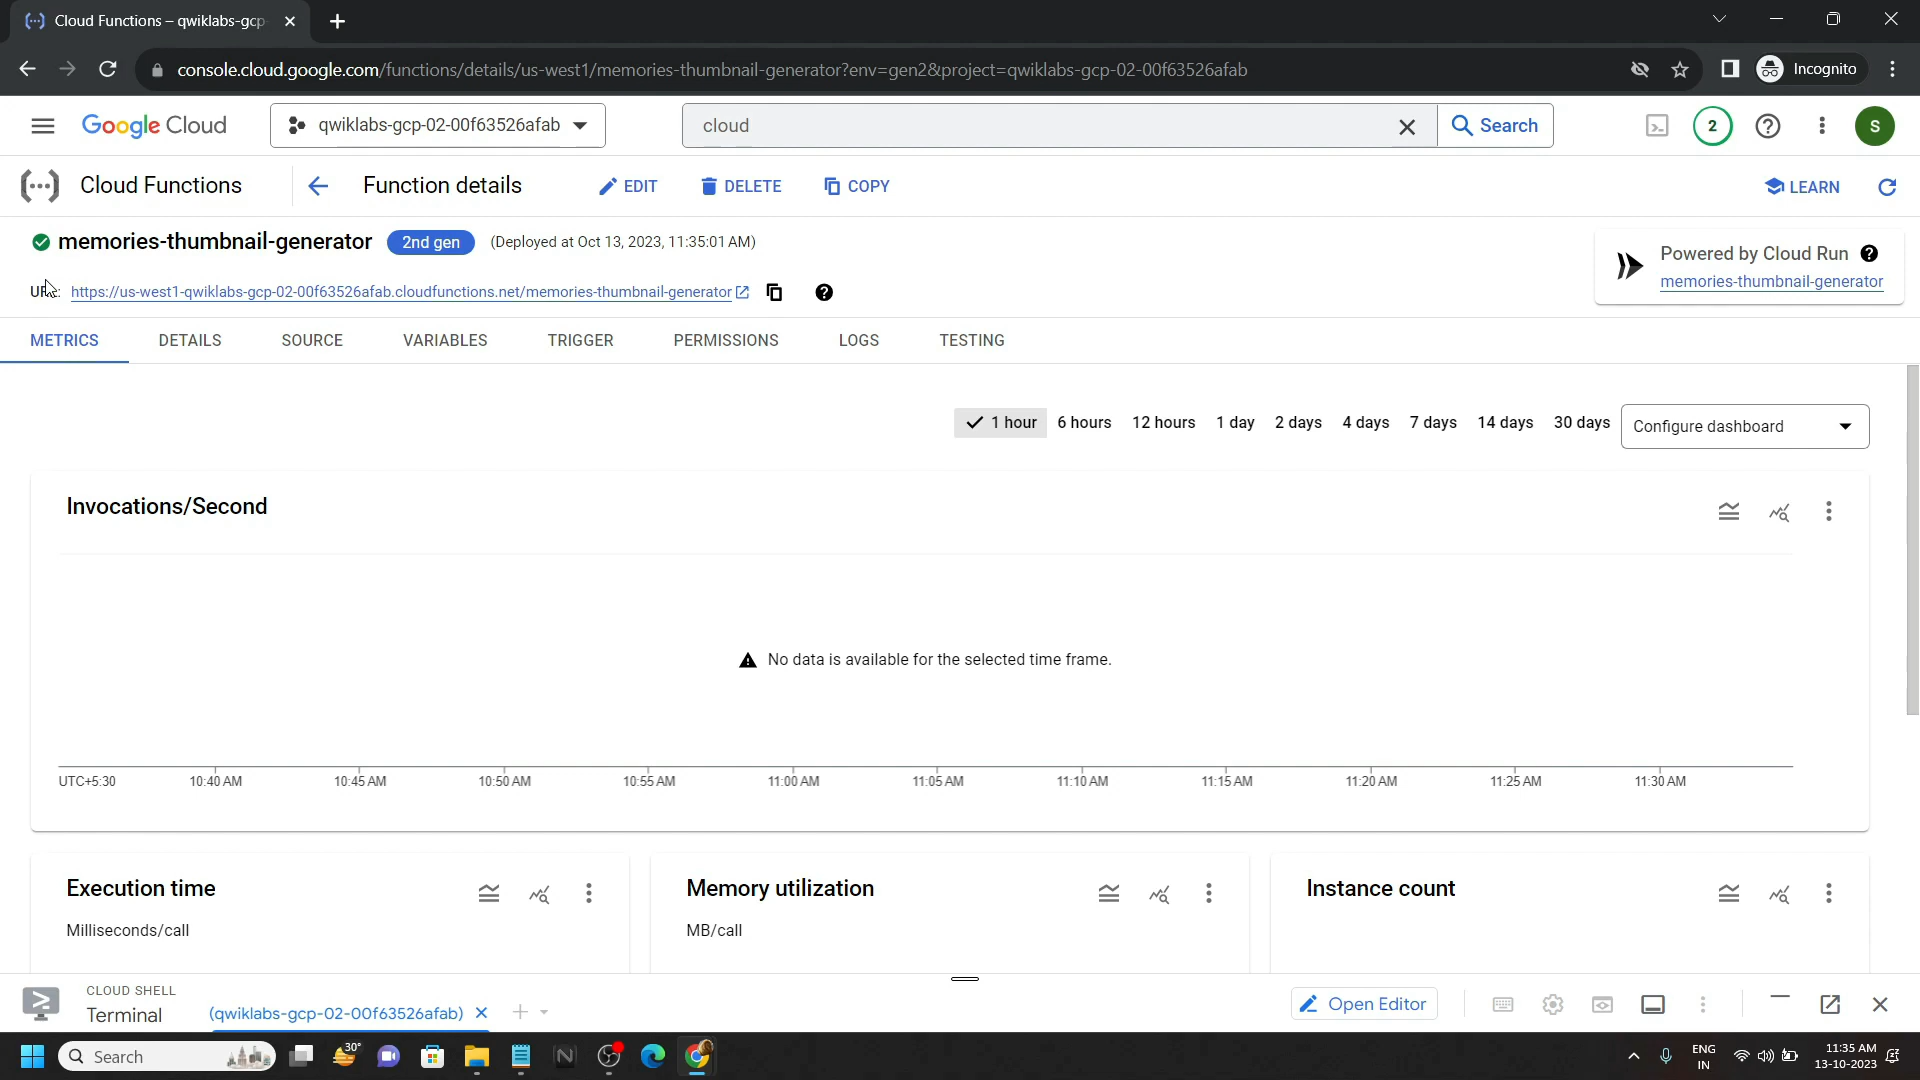 Cloud Functions – qwiklabs-gcp-
console.cloud.google.com/functions/details/us-west1/memories-thumbnail-generator?env=gen2&project=qwiklabs-gcp-02-00f63526afab
Incognito
Google Cloud
qwiklabs-gcp-02-00f63526afab
cloud
Search
2
S
Cloud Functions
Function details
EDIT
DELETE
COPY
LEARN
memories-thumbnail-generator
2nd gen
(Deployed at Oct 13, 2023, 11:35:01 AM)
Powered by Cloud Run
memories-thumbnail-generator
URL:
https://us-west1-qwiklabs-gcp-02-00f63526afab.cloudfunctions.net/memories-thumbnail-generator
METRICS
DETAILS
SOURCE
VARIABLES
TRIGGER
PERMISSIONS
LOGS
TESTING
1 hour
6 hours
12 hours
1 day
2 days
4 days
7 days
14 days
30 days
Configure dashboard
Invocations/Second
No data is available for the selected time frame.
UTC+5:30
10:40 AM
10:45 AM
10:50 AM
10:55 AM
11:00 AM
11:05 AM
11:10 AM
11:15 AM
11:20 AM
11:25 AM
11:30 AM
Execution time
Milliseconds/call
Memory utilization
MB/call
Instance count
CLOUD SHELL
Terminal
(qwiklabs-gcp-02-00f63526afab)
Open Editor
Search
30°
ENG
IN
11:35 AM
13-10-2023